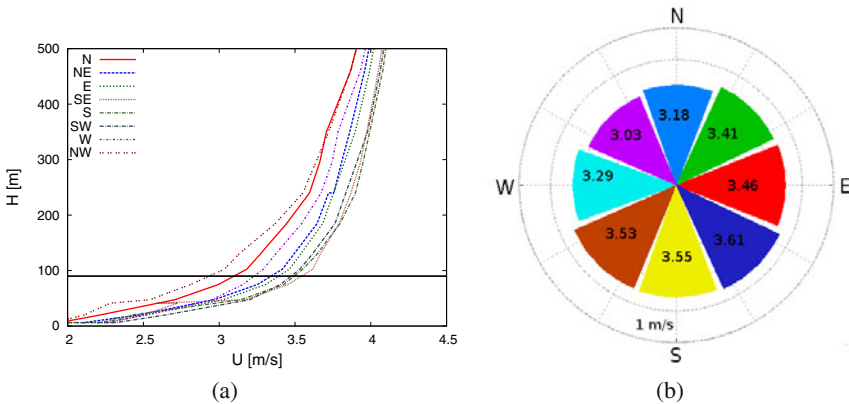 500
400
300
200
100
0
H [m]
N
NE
E
SE
S
SW
W
NW
2
2.5
3
3.5
4
4.5
U [m/s]
(a)
N
3.18
3.03
3.41
W
3.29
3.46
E
3.53
3.61
3.55
1 m/s
S
(b)